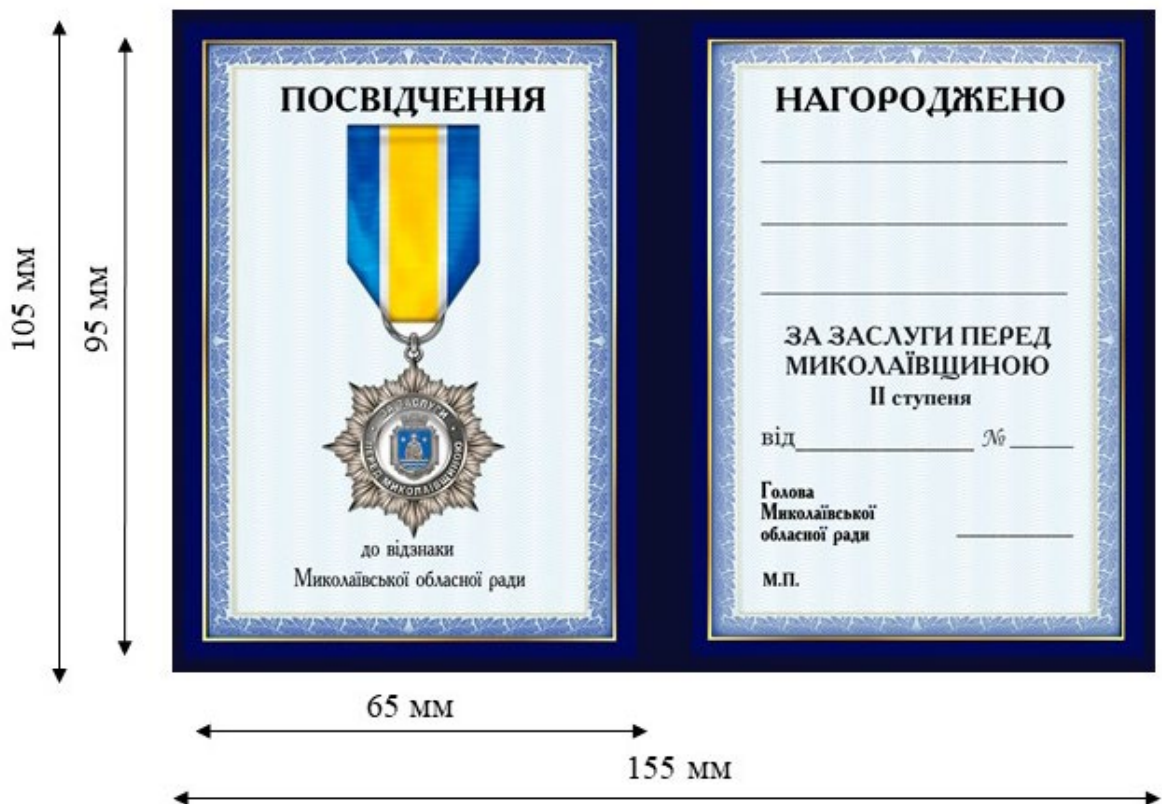 105 мм
95 мм
ПОСВІДЧЕННЯ
ЗА ЗАСЛУГИ
ПЕРЕД МИКОЛАЇВЩИНОЮ
до відзнаки
Миколаївської обласної ради
НАГОРОДЖЕНО
ЗА ЗАСЛУГИ ПЕРЕД
МИКОЛАЇВЩИНОЮ
ІІ ступеня
від №
Голова
Миколаївської
обласної ради
М.П.
65 мм
155 мм